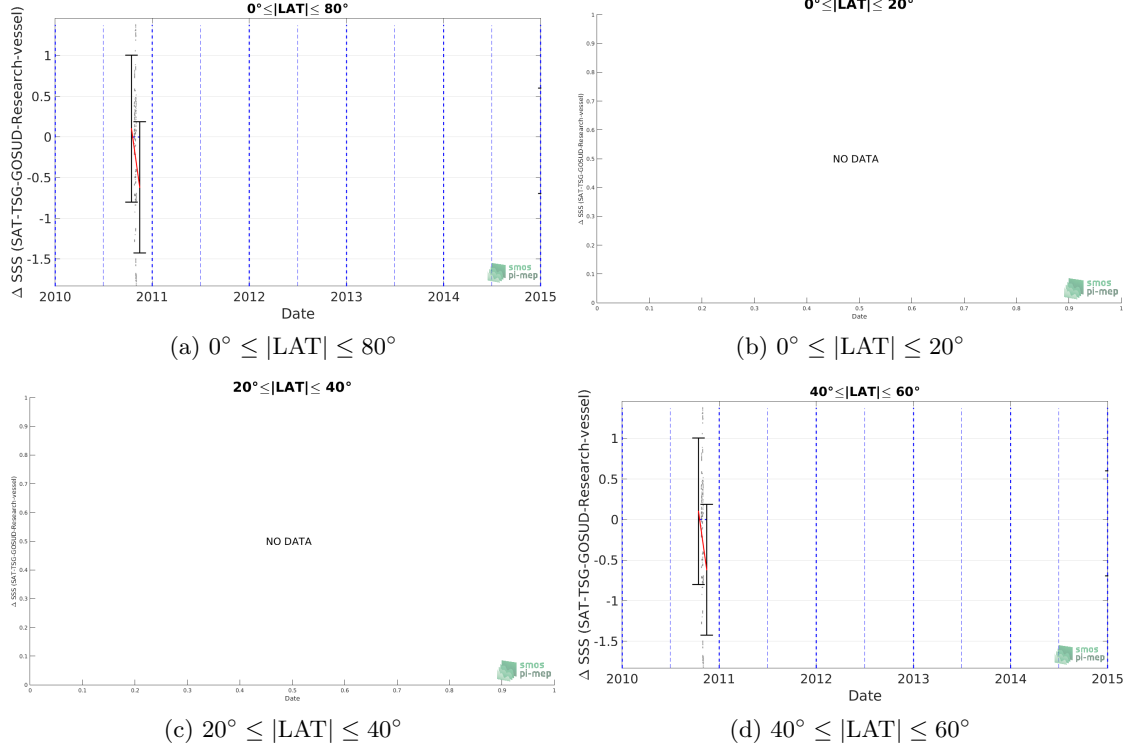 0°≤|LAT|≤ 80°
Δ SSS (SAT-TSG-GOSUD-Research-vessel)
1
0.5
0
-0.5
-1
-1.5
2010 2011 2012 2013 2014 2015
Date
smos
pi-mep
(a) 0° ≤ |LAT| ≤ 80°
0°≤|LAT|≤ 20°
Δ SSS (SAT-TSG-GOSUD-Research-vessel)
1
0.9
0.8
0.7
0.6
0.5
0.4
0.3
0.2
0.1
0
NO DATA
0 0.1 0.2 0.3 0.4 0.5 0.6 0.7 0.8 0.9 1
Date
smos
pi-mep
(b) 0° ≤ |LAT| ≤ 20°
20°≤|LAT|≤ 40°
Δ SSS (SAT-TSG-GOSUD-Research-vessel)
1
0.9
0.8
0.7
0.6
0.5
0.4
0.3
0.2
0.1
0
NO DATA
0 0.1 0.2 0.3 0.4 0.5 0.6 0.7 0.8 0.9 1
Date
smos
pi-mep
(c) 20° ≤ |LAT| ≤ 40°
40°≤|LAT|≤ 60°
Δ SSS (SAT-TSG-GOSUD-Research-vessel)
1
0.5
0
-0.5
-1
-1.5
2010 2011 2012 2013 2014 2015
Date
smos
pi-mep
(d) 40° ≤ |LAT| ≤ 60°